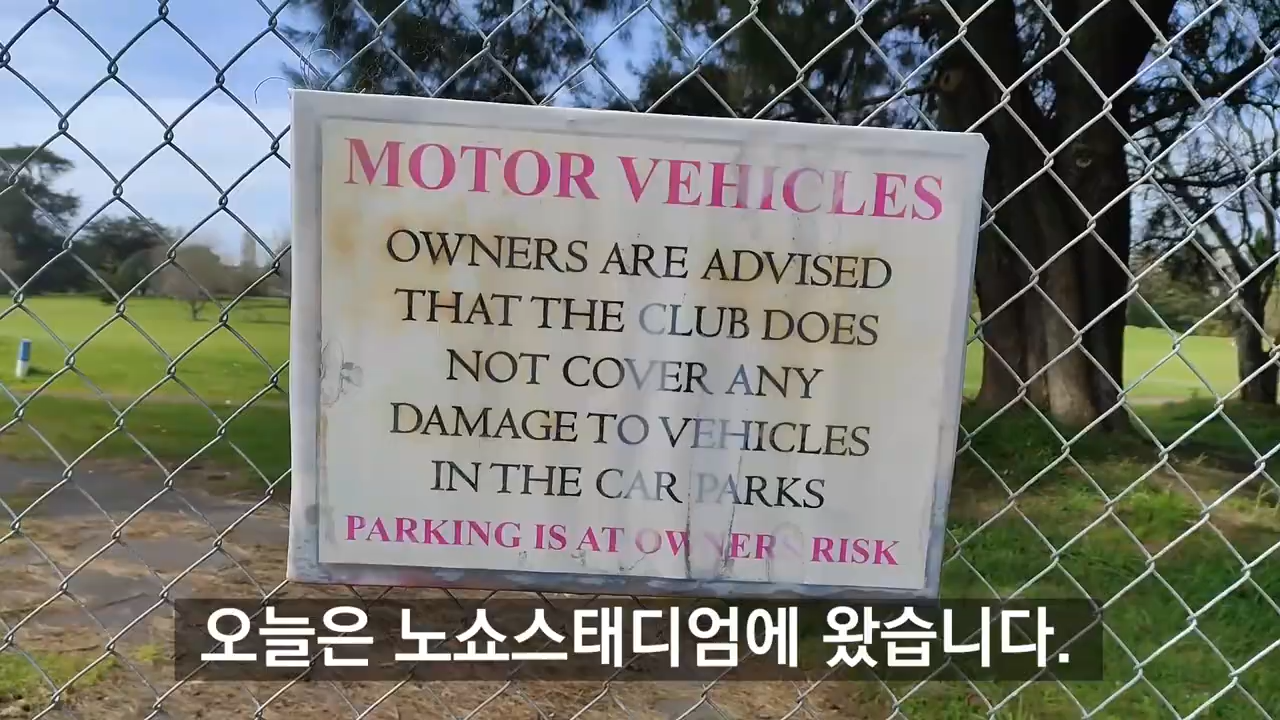 MOTOR VEHICLES
OWNERS ARE ADVISED
THAT THE CLUB DOES
NOT COVER ANY
DAMAGE TO VEHICLES
IN THE CAR PARKS
PARKING IS AT OWNERS RISK
오늘은 노쇼스태디엄에 왔습니다.